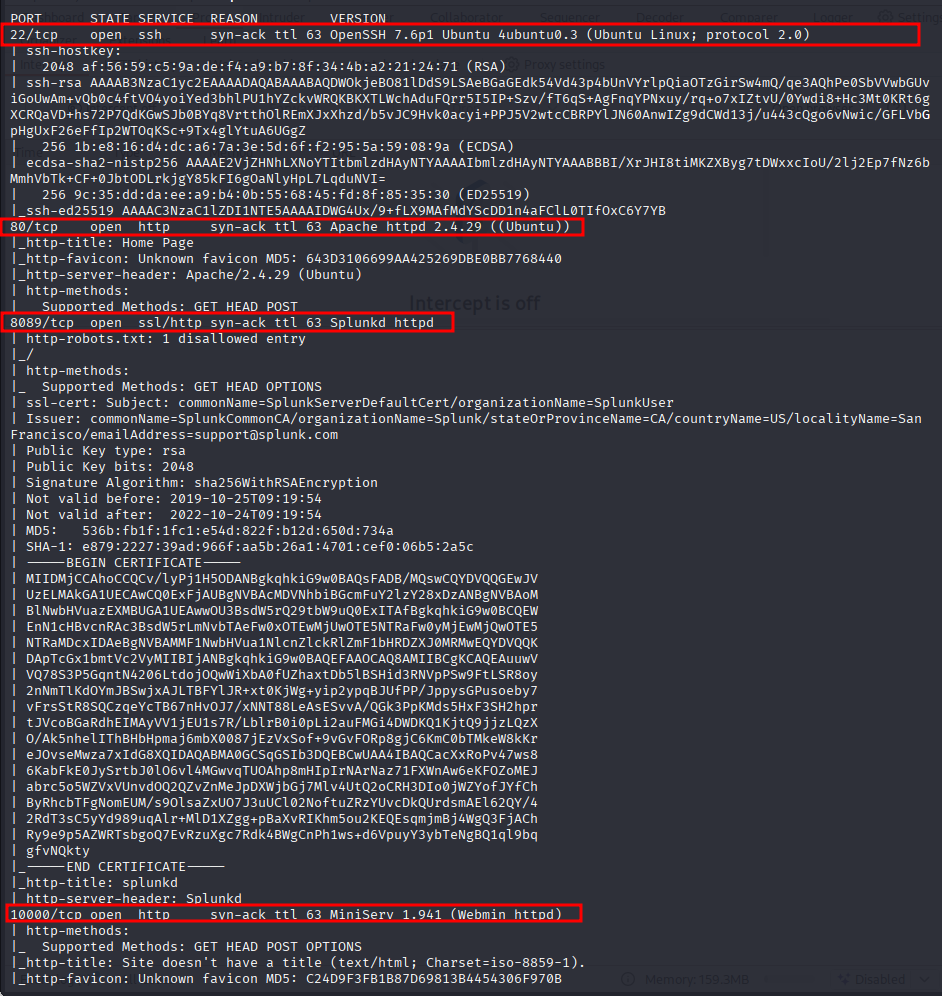 PORT      STATE SERVICE  REASON         VERSION
22/tcp    open  ssh      syn-ack ttl 63 OpenSSH 7.6p1 Ubuntu 4ubuntu0.3 (Ubuntu Linux; protocol 2.0)
| ssh-hostkey:
|   2048 af:56:59:c5:9a:de:f4:a9:b7:8f:34:4b:a2:21:24:71 (RSA)
| ssh-rsa AAAAB3NzaC1yc2EAAAADAQABAAABAQDWOkjeBO81lDdS9LSAeBGaGEdk54Vd43p4bUnVYrlpQiaOTzGirSw4mQ/qe3AQhPe0SbVVwbGUv
iGoUwAm+vQb0c4ftVO4yoiYed3bhlPU1hYZckvWRQKBKXTLWchAduFQrr5I5IP+Szv/fT6qS+AgFnqYPNxuy/rq+o7xIZtvU/0Ywdi8+Hc3Mt0KRt6g
XCRQaVD+hs72P7QdKGwSJb0BYq8VrtthOlREmXJxXhzd/b5vJC9Hvk0acyi+PPJ5V2wtcCBRPYlJN60AnwIZg9dCWd13j/u443cQgo6vNwic/GFLVbG
pHgUxF26eFfIp2WTOqKSc+9Tx4glYtuA6UGgZ
|   256 1b:e8:16:d4:dc:a6:7a:3e:5d:6f:f2:95:5a:59:08:9a (ECDSA)
| ecdsa-sha2-nistp256 AAAAE2VjZHNhLXNoYTItbmlzdHAyNTYAAAAIbmlzdHAyNTYAAABBBI/XrJHI8tiMKZXByg7tDWxxcIoU/2lj2Ep7fNz6b
MmhVbTk+CF+0JbtODLrkjgY85kFI6gOaNlyHpL7LqduNVI=
|   256 9c:35:dd:da:ee:a9:b4:0b:55:68:45:fd:8f:85:35:30 (ED25519)
|_ssh-ed25519 AAAAC3NzaC1lZDI1NTE5AAAAIDWG4Ux/9+fLX9MAfMdYScDD1n4aFClL0TIfOxC6Y7YB
80/tcp    open  http     syn-ack ttl 63 Apache httpd 2.4.29 ((Ubuntu))
|_http-title: Home Page
|_http-favicon: Unknown favicon MD5: 643D3106699AA425269DBE0BB7768440
|_http-server-header: Apache/2.4.29 (Ubuntu)
| http-methods:
|_  Supported Methods: GET HEAD POST
Intercept is off
8089/tcp  open  ssl/http syn-ack ttl 63 Splunkd httpd
| http-robots.txt: 1 disallowed entry
|_/
| http-methods:
|_  Supported Methods: GET HEAD OPTIONS
| ssl-cert: Subject: commonName=SplunkServerDefaultCert/organizationName=SplunkUser
| Issuer: commonName=SplunkCommonCA/organizationName=Splunk/stateOrProvinceName=CA/countryName=US/localityName=San
Francisco/emailAddress=support@splunk.com
| Public Key type: rsa
| Public Key bits: 2048
| Signature Algorithm: sha256WithRSAEncryption
| Not valid before: 2019-10-25T09:19:54
| Not valid after:  2022-10-24T09:19:54
| MD5:   536b:fb1f:1fc1:e54d:822f:b12d:650d:734a
| SHA-1: e879:2227:39ad:966f:aa5b:26a1:4701:cef0:06b5:2a5c
| -----BEGIN CERTIFICATE-----
| MIIDMjCCAhoCCQCv/lyPj1H5ODANBgkqhkiG9w0BAQsFADB/MQswCQYDVQQGEwJV
| UzELMAkGA1UECAwCQ0ExFjAUBgNVBAcMDVNhbiBGcmFuY2lzY28xDzANBgNVBAoM
| BlNwbHVuazEXMBUGA1UEAwwOU3BsdW5rQ29tbW9uQ0ExITAfBgkqhkiG9w0BCQEW
| EnN1cHBvcnRAc3BsdW5rLmNvbTAeFw0xOTEwMjUwOTE5NTRaFw0yMjEwMjQwOTE5
| NTRaMDcxIDAeBgNVBAMMF1NwbHVua1NlcnZlckRlZmF1bHRDZXJ0MRMwEQYDVQQK
| DApTcGx1bmtVc2VyMIIBIjANBgkqhkiG9w0BAQEFAAOCAQ8AMIIBCgKCAQEAuuwV
| VQ78S3P5GqntN4206LtdojOQwWiXbA0fUZhaxtDb5lBSHid3RNVpPSw9FtLSR8oy
| 2nNmTlKdOYmJBSwjxAJLTBFYlJR+xt0KjWg+yip2ypqBJUfPP/JppysGPusoeby7
| vFrsStR8SQCzqeYcTB67nHvOJ7/xNNT88LeAsESvvA/QGk3PpKMds5HxF3SH2hpr
| tJVcoBGaRdhEIMAyVV1jEU1s7R/LblrB0i0pLi2auFMGi4DWDKQ1KjtQ9jjzLQzX
| O/Ak5nhelIThBHbHpmaj6mbX0087jEzVxSof+9vGvFORp8gjC6KmC0bTMkeW8kKr
| eJOvseMwza7xIdG8XQIDAQABMA0GCSqGSIb3DQEBCwUAA4IBAQCacXxRoPv47ws8
| 6KabFkE0JySrtbJ0lO6vl4MGwvqTUOAhp8mHIpIrNArNaz71FXWnAw6eKFOZoMEJ
| abrc5o5WZVxVUnvdOQ2QZvZnMeJpDXWjbGj7Mlv4UtQ2oCRH3DIo0jWZYofJYfCh
| ByRhcbTFgNomEUM/s9OlsaZxUO7J3uUCl02NoftuZRzYUvcDkQUrdsmAEl62QY/4
| 2RdT3sC5yYd989uqAlr+MlD1XZgg+pBaXvRIKhm5ou2KEQEsqmjmBj4WgQ3FjACh
| Ry9e9p5AZWRTsbgoQ7EvRzuXgc7Rdk4BWgCnPh1ws+d6VpuyY3ybTeNgBQ1ql9bq
| gfvNQkty
|_-----END CERTIFICATE-----
|_http-title: splunkd
|_http-server-header: Splunkd
10000/tcp open  http     syn-ack ttl 63 MiniServ 1.941 (Webmin httpd)
| http-methods:
|_  Supported Methods: GET HEAD POST OPTIONS
|_http-title: Site doesn't have a title (text/html; Charset=iso-8859-1).
|_http-favicon: Unknown favicon MD5: C24D9F3FB1B87D69813B4454306F970B
Memory: 159.3MB
Disabled